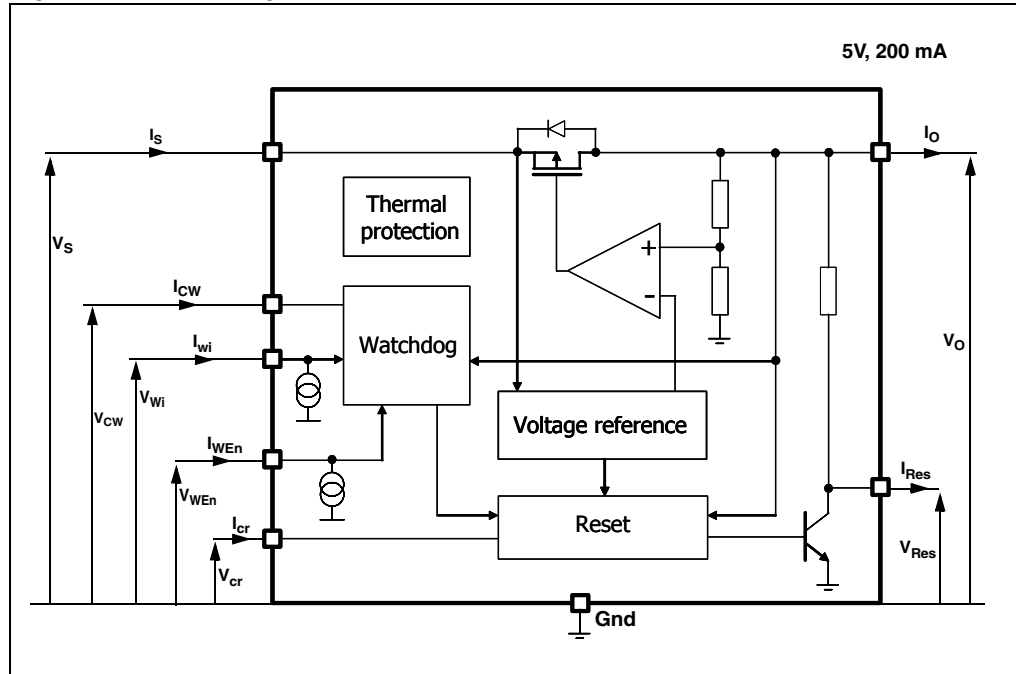 5V, 200 mA
I_S
I_O
V_S
Thermal
protection
+
-
I_CW
Watchdog
I_wi
V_O
V_Wi
V_CW
Voltage reference
I_WEn
V_WEn
I_Res
I_cr
Reset
V_cr
V_Res
Gnd